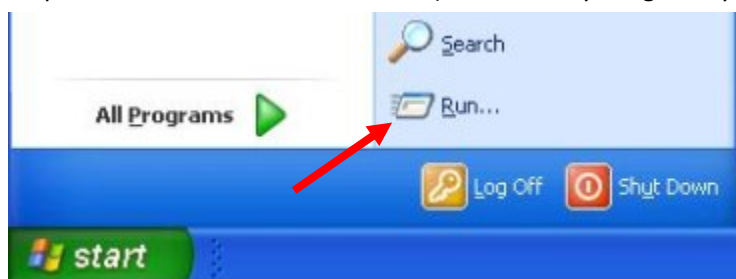 Search
All Programs
Run...
Log Off
Shut Down
start